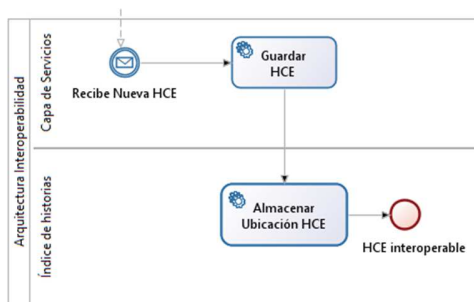 Arquitectura Interoperabilidad
Capa de Servicios
Recibe Nueva HCE
Guardar
HCE
Índice de historias
Almacenar
Ubicación HCE
HCE interoperable